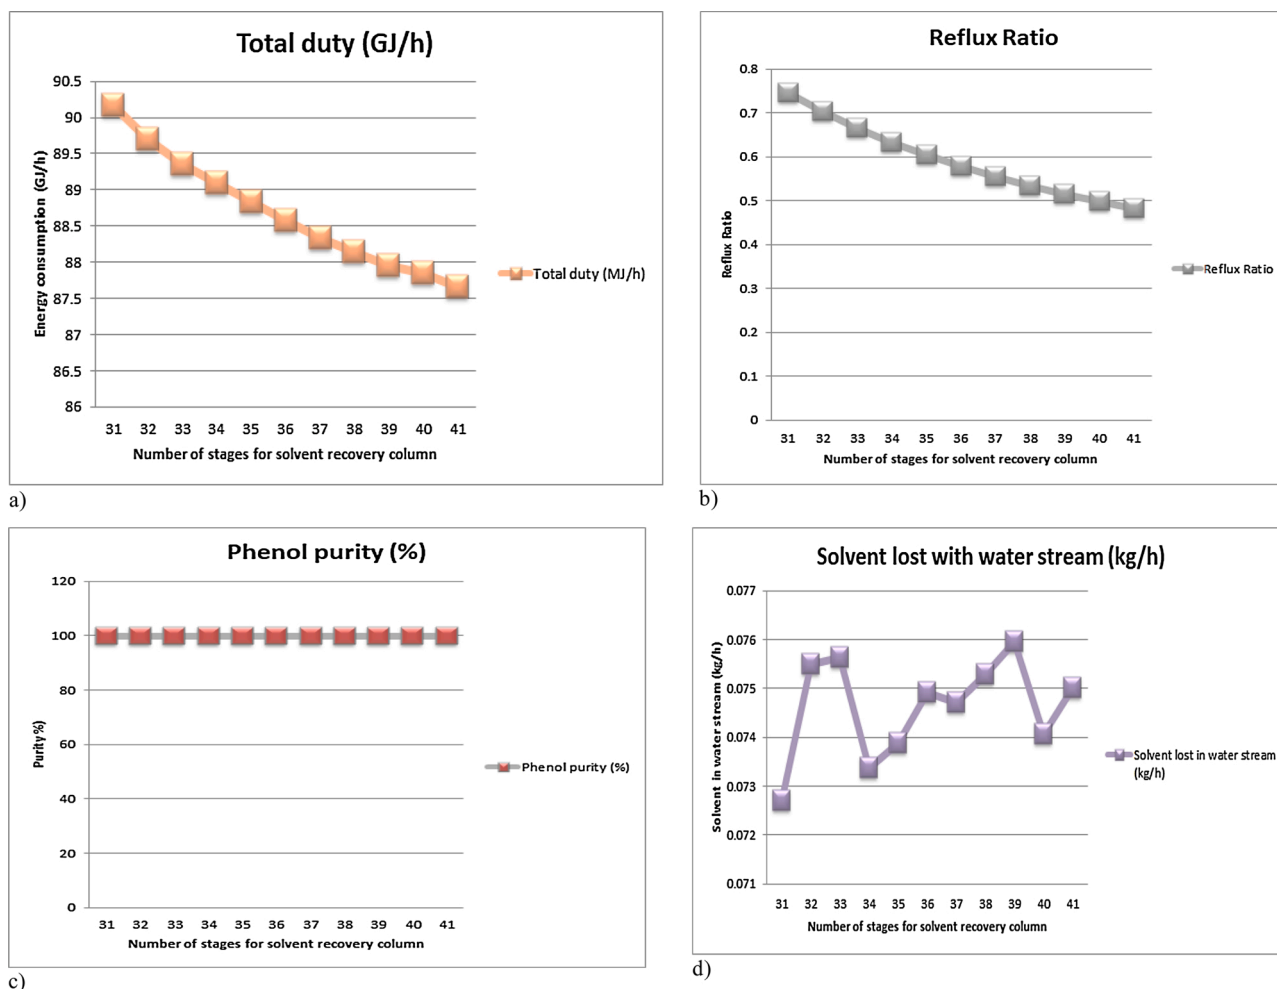 Total duty (GJ/h)
90.5
90
89.5
89
88.5
88
87.5
87
86.5
86
Energy consumption (GJ/h)
31 32 33 34 35 36 37 38 39 40 41
Number of stages for solvent recovery column
Total duty (MJ/h)
a)
Reflux Ratio
0.8
0.7
0.6
0.5
0.4
0.3
0.2
0.1
0
Reflux Ratio
31 32 33 34 35 36 37 38 39 40 41
Number of stages for solvent recovery column
Reflux Ratio
b)
Phenol purity (%)
120
100
80
60
40
20
0
Purity %)
31 32 33 34 35 36 37 38 39 40 41
Number of stages for solvent recovery column
Phenol purity (%)
c)
Solvent lost with water stream (kg/h)
0.077
0.076
0.075
0.074
0.073
0.072
0.071
Solvent in water stream (kg/h)
31 32 33 34 35 36 37 38 39 40 41
Number of stages for solvent recovery column
Solvent lost in water stream
(kg/h)
d)